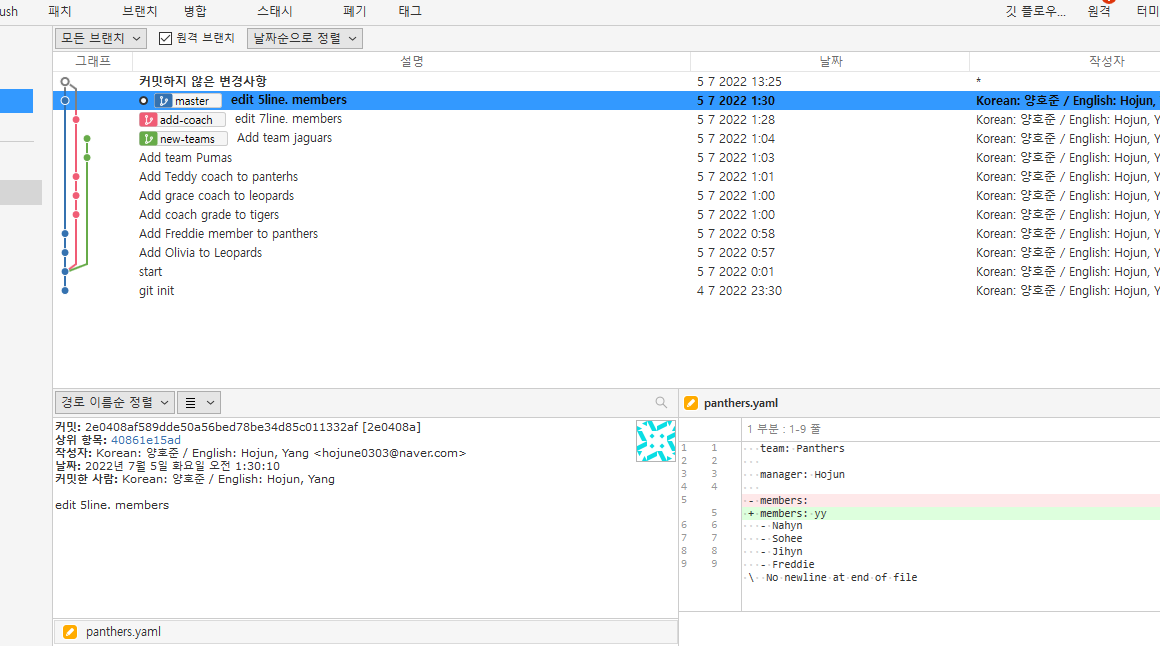 ush 패치 브랜치 병합 스태시 폐기 태그 깃 플로우... 원격 터미
모든 브랜치 원격 브랜치 날짜순으로 정렬
그래프 설명 날짜 작성자
커밋하지 않은 변경사항 5 7 2022 13:25 *
master edit 5line. members 5 7 2022 1:30 Korean: 양호준 / English: Hojun,
add-coach edit 7line. members 5 7 2022 1:28 Korean: 양호준 / English: Hojun, Y
new-teams Add team jaguars 5 7 2022 1:04 Korean: 양호준 / English: Hojun, Y
Add team Pumas 5 7 2022 1:03 Korean: 양호준 / English: Hojun, Y
Add Teddy coach to panterhs 5 7 2022 1:01 Korean: 양호준 / English: Hojun, Y
Add grace coach to leopards 5 7 2022 1:00 Korean: 양호준 / English: Hojun, Y
Add coach grade to tigers 5 7 2022 1:00 Korean: 양호준 / English: Hojun, Y
Add Freddie member to panthers 5 7 2022 0:58 Korean: 양호준 / English: Hojun, Y
Add Olivia to Leopards 5 7 2022 0:57 Korean: 양호준 / English: Hojun, Y
start 5 7 2022 0:01 Korean: 양호준 / English: Hojun, Y
git init 4 7 2022 23:30 Korean: 양호준 / English: Hojun, Y
경로 이름순 정렬
커밋: 2e0408af589dde50a56bed78be34d85c011332af [2e0408a]
상위 항목: 40861e15ad
작성자: Korean: 양호준 / English: Hojun, Yang <hojune0303@naver.com>
날짜: 2022년 7월 5일 화요일 오전 1:30:10
커밋한 사람: Korean: 양호준 / English: Hojun, Yang
edit 5line. members
panthers.yaml
panthers.yaml
1 부분 : 1-9 줄
1 1 team: Panthers
2 2
3 3 manager: Hojun
4 4
5 - members:
5 + members: yy
6 6 - Nahyn
7 7 - Sohee
8 8 - Jihyn
9 9 - Freddie
\ No newline at end of file